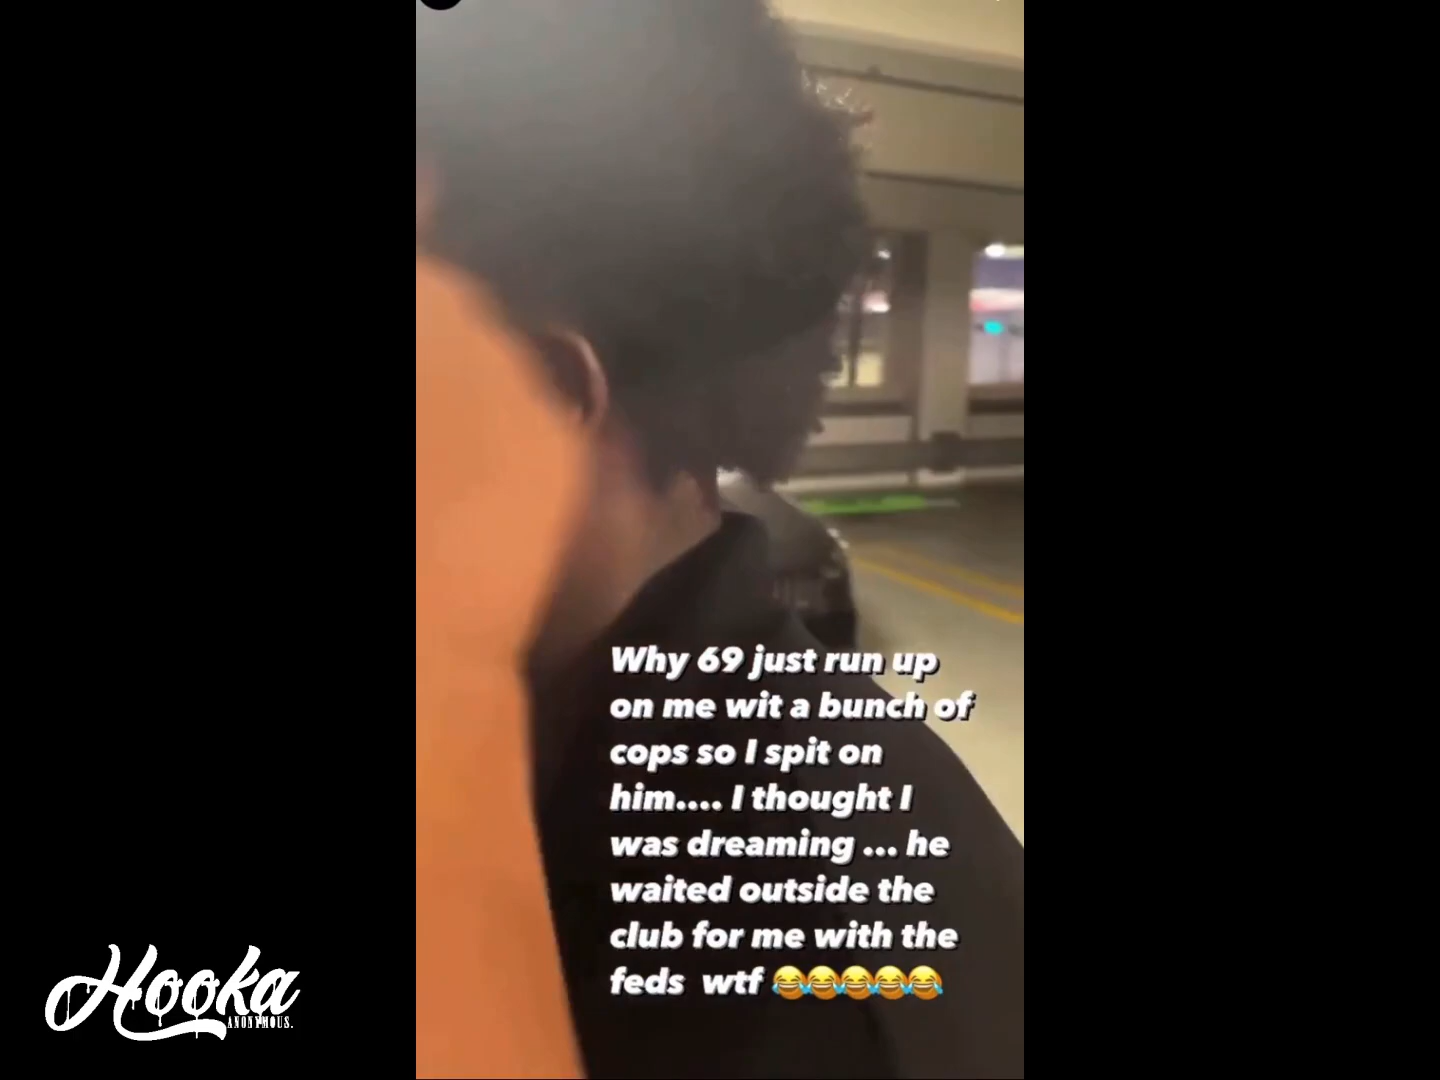 Why 69 just run up
on me wit a bunch of
cops so I spit on
him.... I thought I
was dreaming ... he
waited outside the
club for me with the
feds wtf 😂😂😂😂😂
Hooka
ANONYMOUS.